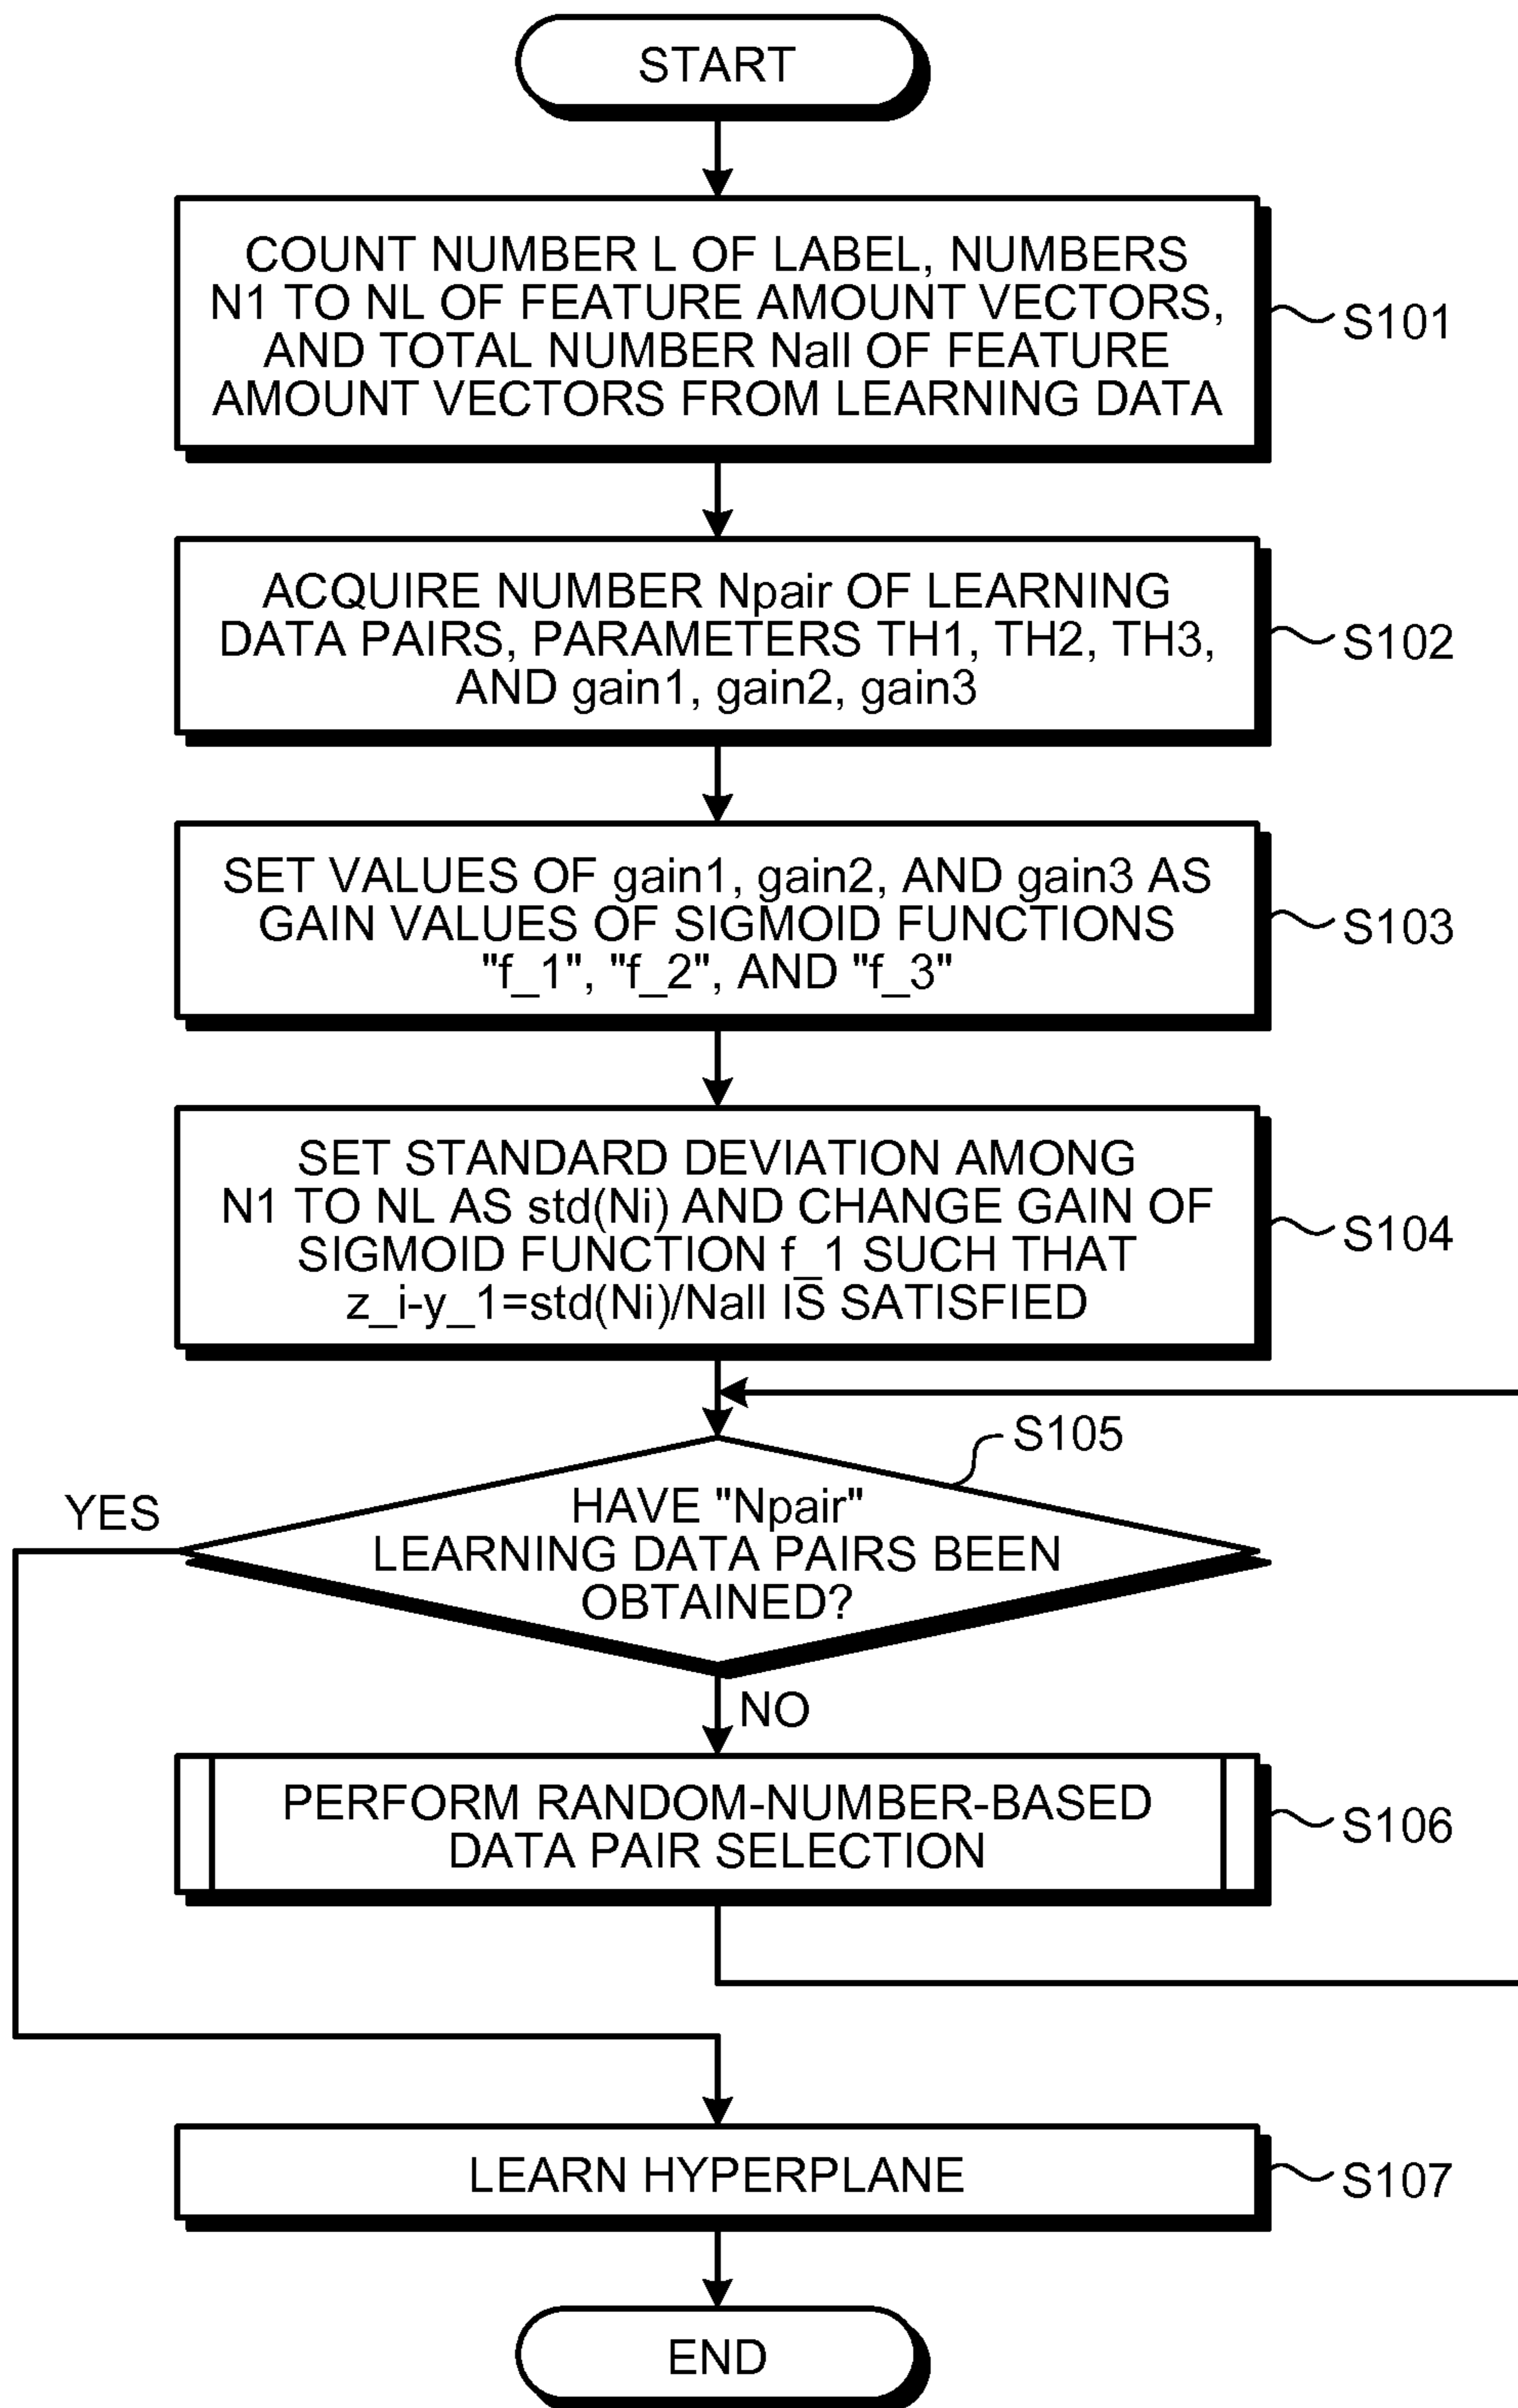 START
COUNT NUMBER L OF LABEL, NUMBERS
N1 TO NL OF FEATURE AMOUNT VECTORS,
AND TOTAL NUMBER Nall OF FEATURE
AMOUNT VECTORS FROM LEARNING DATA
S101
ACQUIRE NUMBER Npair OF LEARNING
DATA PAIRS, PARAMETERS TH1, TH2, TH3,
AND gain1, gain2, gain3
S102
SET VALUES OF gain1, gain2, AND gain3 AS
GAIN VALUES OF SIGMOID FUNCTIONS
"f_1", "f_2", AND "f_3"
S103
SET STANDARD DEVIATION AMONG
N1 TO NL AS std(Ni) AND CHANGE GAIN OF
SIGMOID FUNCTION f_1 SUCH THAT
z_i-y_1=std(Ni)/Nall IS SATISFIED
S104
S105
YES
HAVE "Npair"
LEARNING DATA PAIRS BEEN
OBTAINED?
NO
PERFORM RANDOM-NUMBER-BASED
DATA PAIR SELECTION
S106
LEARN HYPERPLANE
S107
END